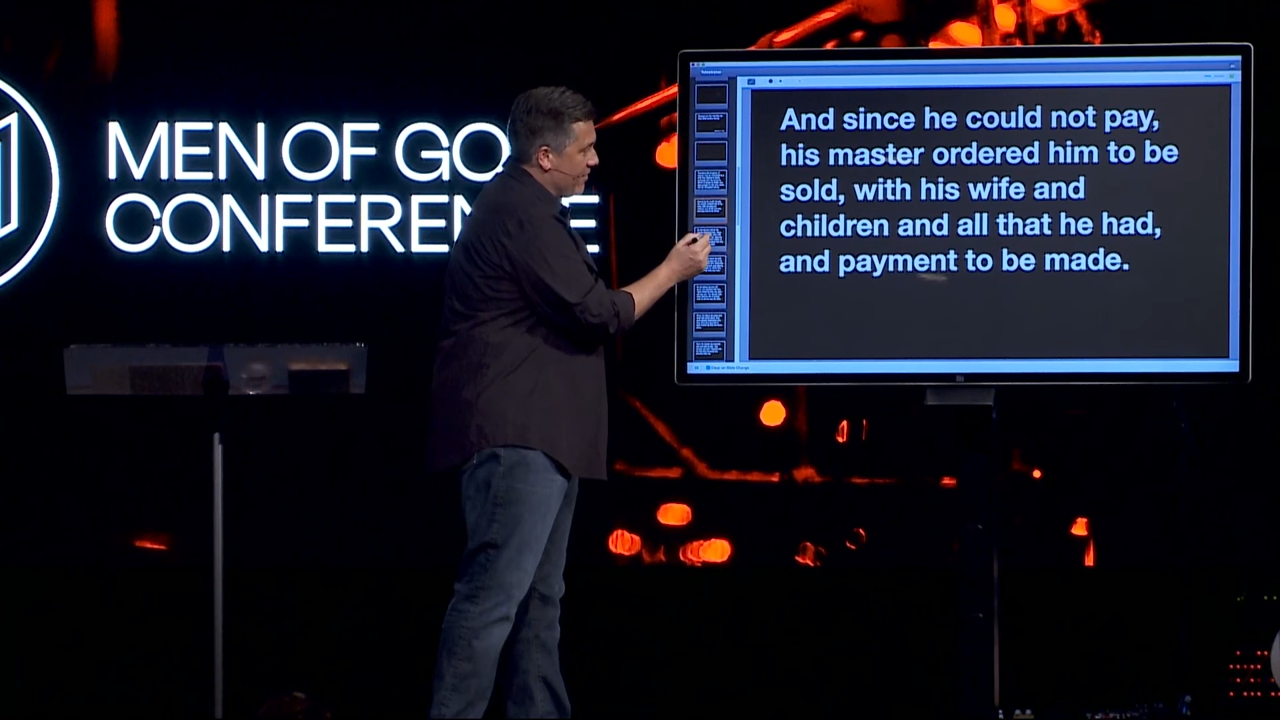 MEN OF GO
CONFERENCE
And since he could not pay,
his master ordered him to be
sold, with his wife and
children and all that he had,
and payment to be made.